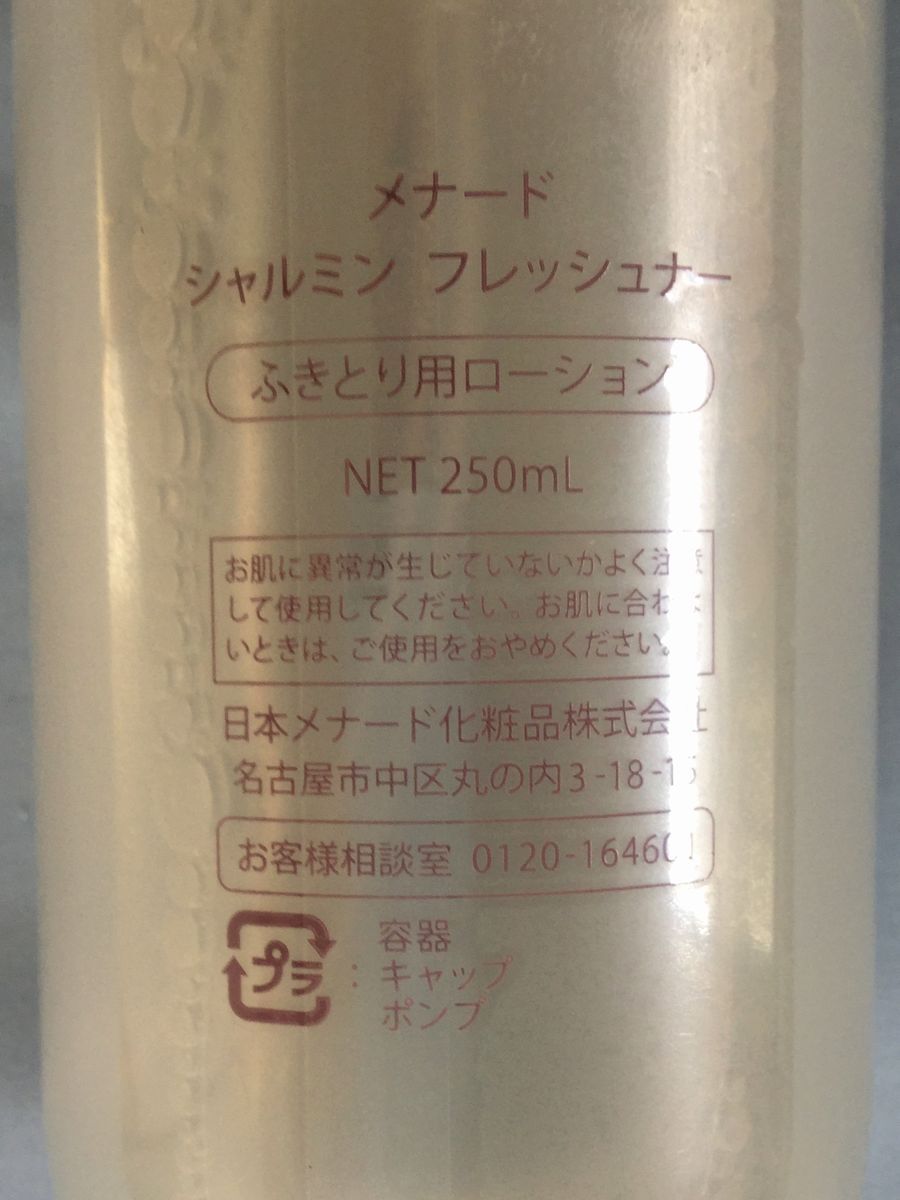 メナード
シャルミン フレッシュナー
ふきとり用ローション
NET 250mL
お肌に異常が生じていないかよく注意
して使用してください。お肌に合わな
いときは、ご使用をおやめください。
日本メナード化粧品株式会社
名古屋市中区丸の内3-18-15
お客様相談室 0120-164601
プラ : 容器
キャップ
ポンプ